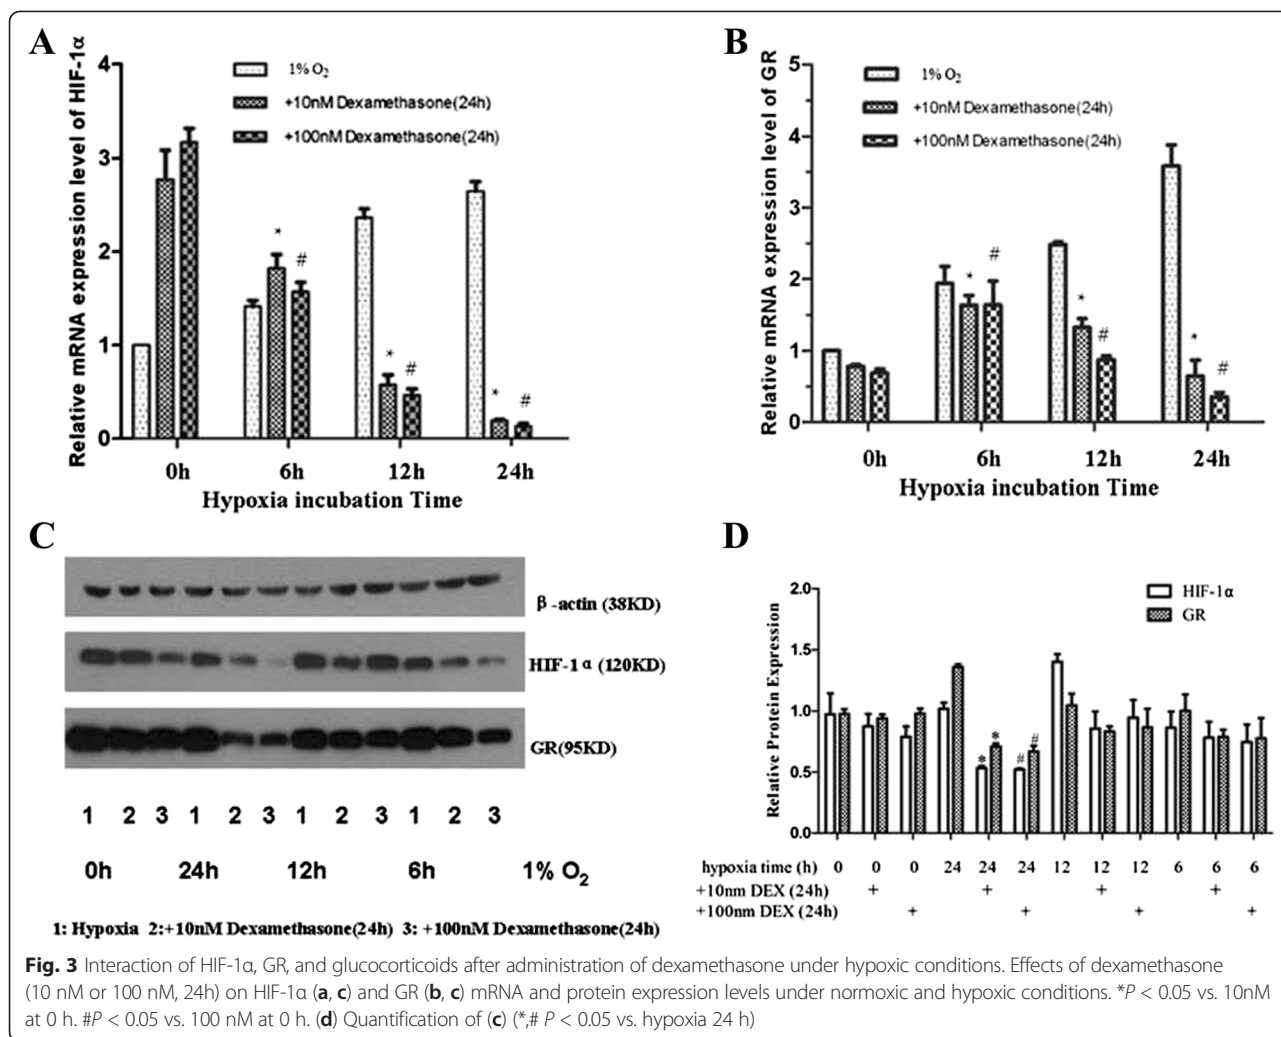 A
Relative mRNA expression level of HIF-1α
4
3
2
1
0
1% O₂
+10nM Dexamethasone(24h)
+100nM Dexamethasone(24h)
*
#
*
#
*
#
0h 6h 12h 24h
Hypoxia incubation Time
B
Relative mRNA expression level of GR
5
4
3
2
1
0
1% O₂
+10nM Dexamethasone(24h)
+100nM Dexamethasone(24h)
*
#
*
#
*
#
0h 6h 12h 24h
Hypoxia incubation Time
C
β-actin (38KD)
HIF-1α (120KD)
GR(95KD)
1 2 3 1 2 3 1 2 3 1 2 3
0h 24h 12h 6h 1% O₂
1: Hypoxia 2:+10nM Dexamethasone(24h) 3: +100nM Dexamethasone(24h)
D
Relative Protein Expression
2.0
1.5
1.0
0.5
0.0
HIF-1α
GR
* * # #
hypoxia time (h) 0 0 0 24 24 24 12 12 12 6 6 6
+10nm DEX (24h) + + + +
+100nm DEX (24h) + + + +
Fig. 3 Interaction of HIF-1α, GR, and glucocorticoids after administration of dexamethasone under hypoxic conditions. Effects of dexamethasone
(10 nM or 100 nM, 24h) on HIF-1α (a, c) and GR (b, c) mRNA and protein expression levels under normoxic and hypoxic conditions. *P < 0.05 vs. 10nM
at 0 h. #P < 0.05 vs. 100 nM at 0 h. (d) Quantification of (c) (*,# P < 0.05 vs. hypoxia 24 h)